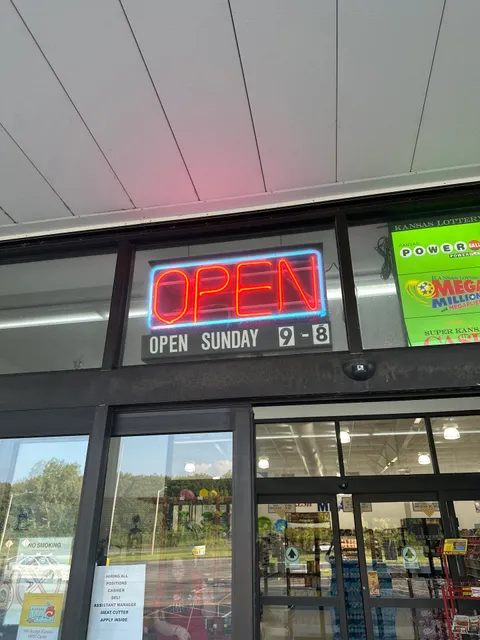 OPEN
OPEN SUNDAY 9-8
KANSAS LOTTERY
POWERBALL
MEGA
MILLIONS
SUPER KANSAS
CASH
NO SMOKING
HIRING ALL
POSITIONS
CASHIER
DELI
ASSISTANT MANAGER
MEAT CUTTER
APPLY INSIDE